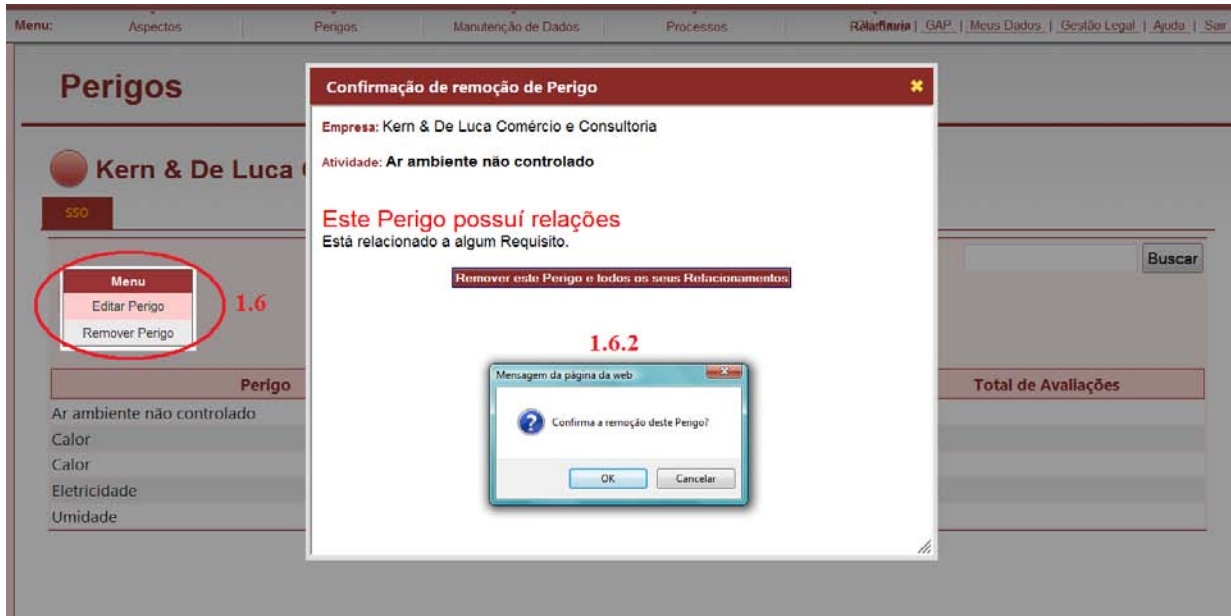 Menu: Aspectos Perigos Manutenção de Dados Processos | GAP | Meus Dados | Gestão Legal | Ajuda | Sair
Perigos
Confirmação de remoção de Perigo
Empresa: Kern & De Luca Comércio e Consultoria
Atividade: Ar ambiente não controlado
Kern & De Luca
SSO
Este Perigo possuí relações
Está relacionado a algum Requisito.
Buscar
Remover este Perigo e todos os seus Relacionamentos
Menu
Editar Perigo
Remover Perigo
1.6
1.6.2
Mensagem da página da web
Confirma a remoção deste Perigo?
OK Cancelar
Perigo Total de Avaliações
Ar ambiente não controlado
Calor
Calor
Eletricidade
Umidade